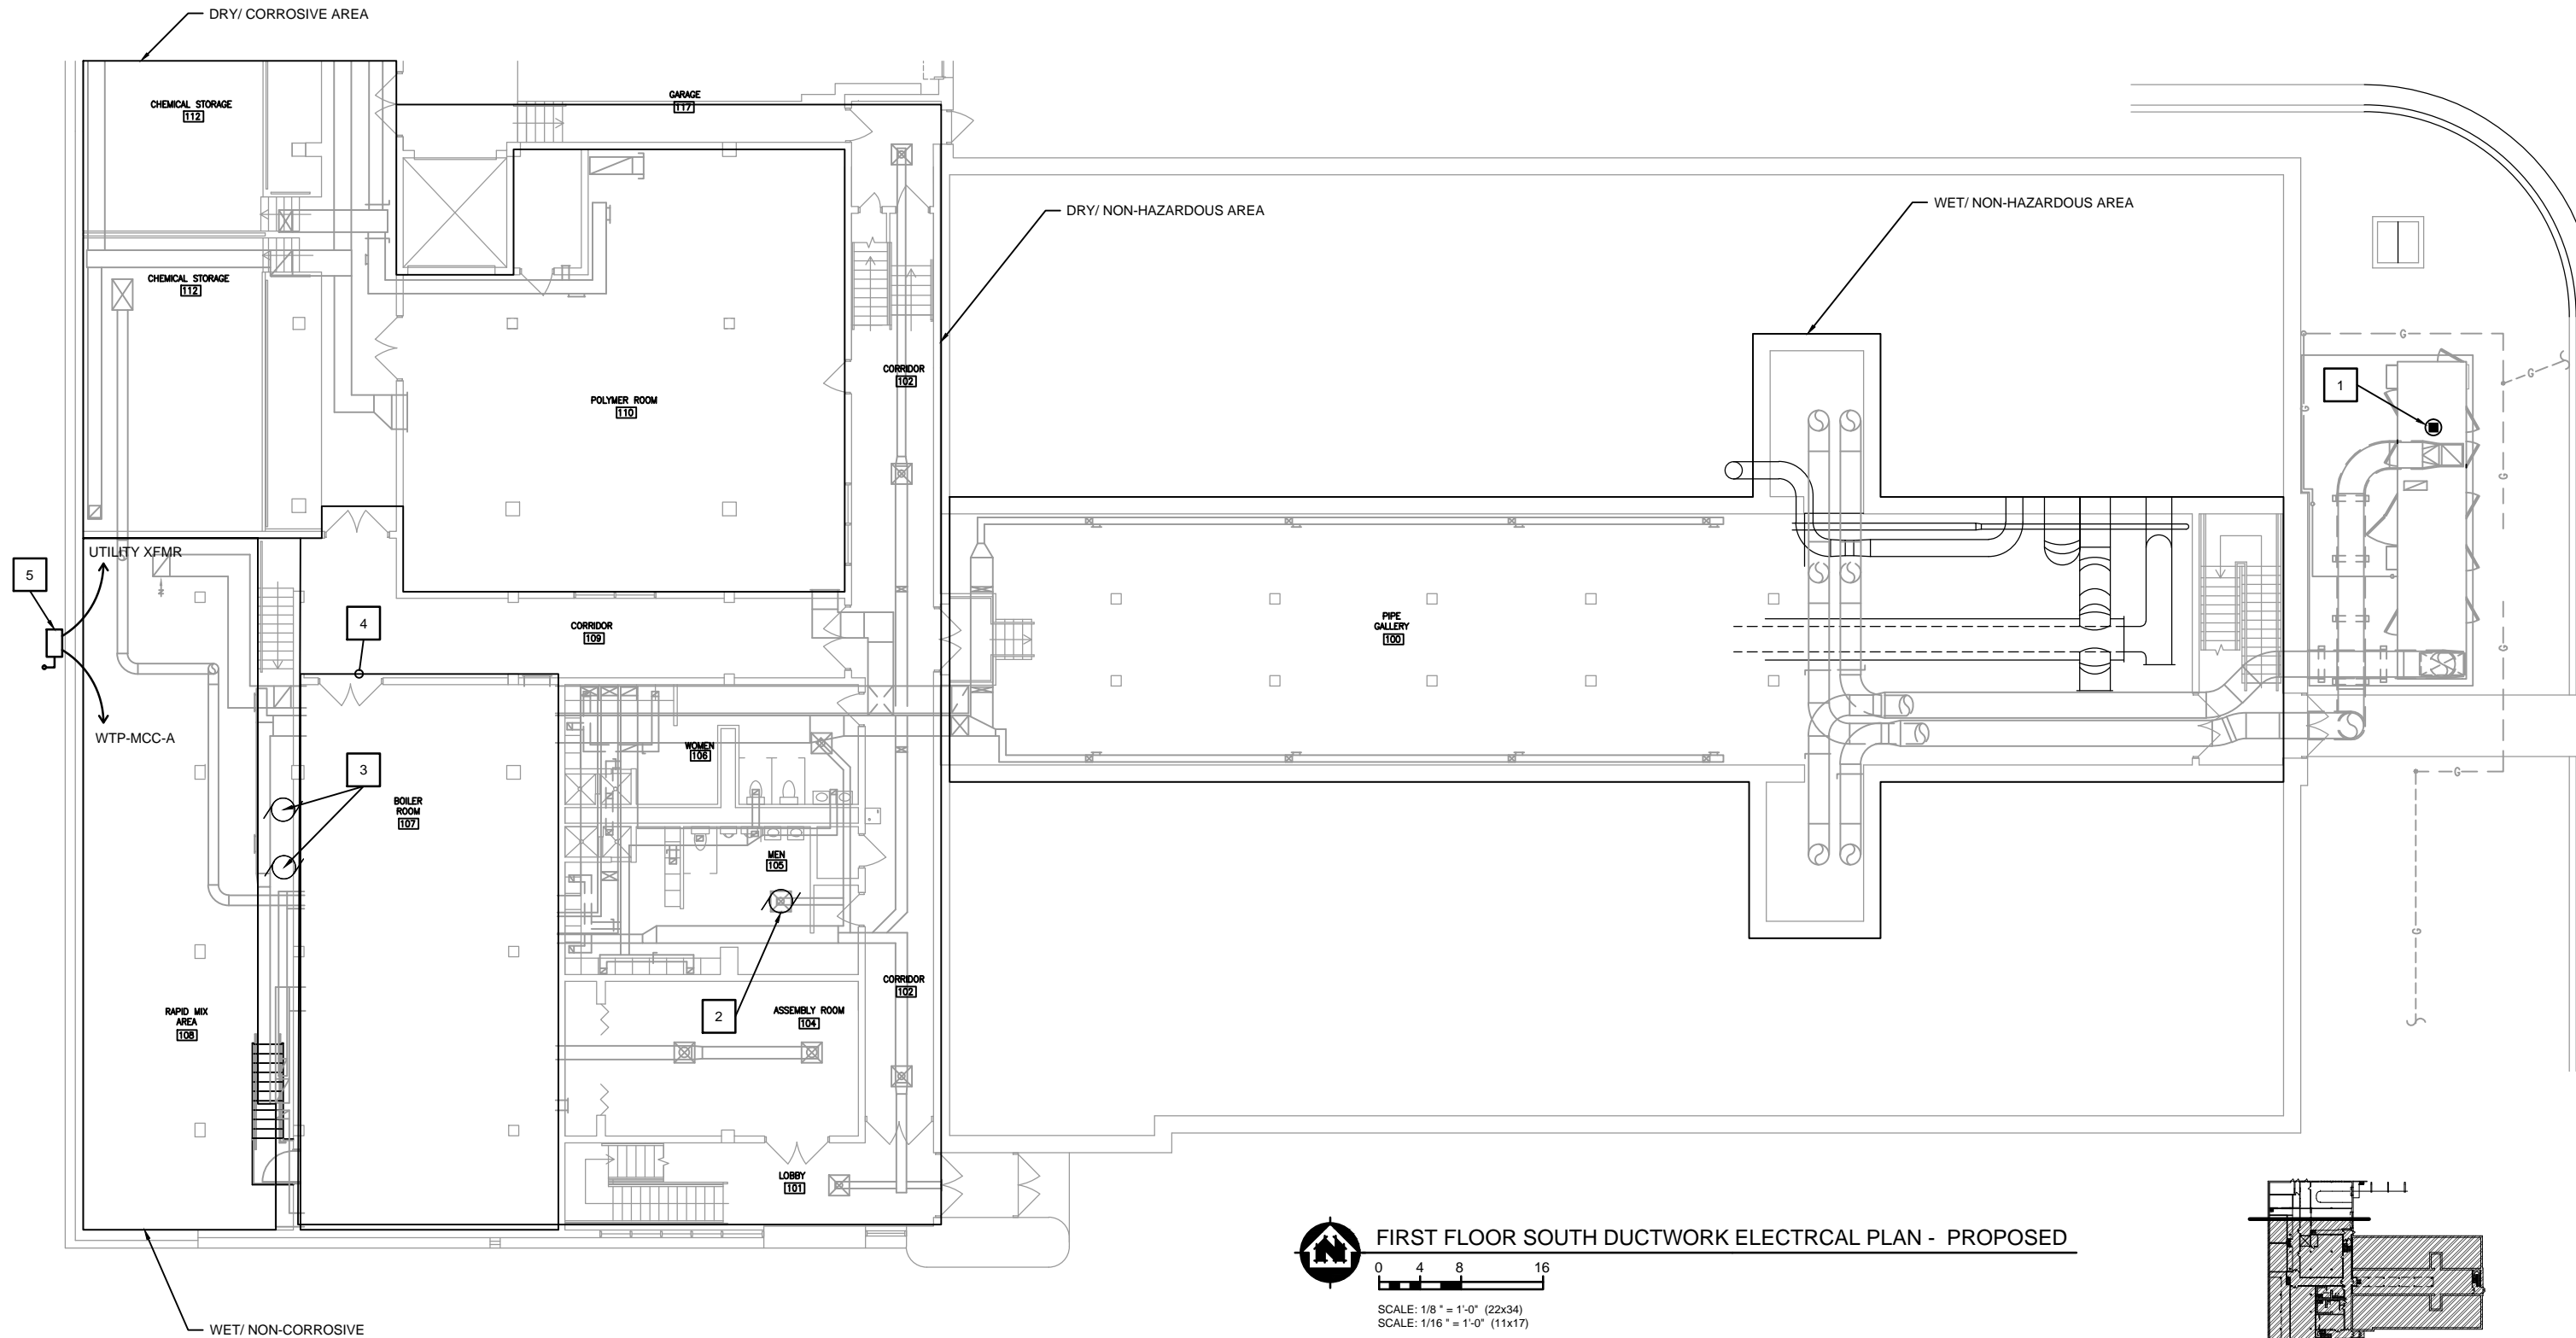 DRY/ CORROSIVE AREA
CHEMICAL STORAGE
112
GARAGE
117
DRY/ NON-HAZARDOUS AREA
WET/ NON-HAZARDOUS AREA
CHEMICAL STORAGE
112
CORRIDOR
102
POLYMER ROOM
110
1
G
G
G
G
G
G
G
UTILITY XFMR
5
4
CORRIDOR
109
PIPE
GALLERY
100
WTP-MCC-A
3
WOMEN
106
BOILER
ROOM
107
MEN
105
CORRIDOR
102
2
ASSEMBLY ROOM
104
RAPID MIX
AREA
108
LOBBY
101
N
FIRST FLOOR SOUTH DUCTWORK ELECTRCAL PLAN - PROPOSED
0 4 8 16
SCALE: 1/8 " = 1'-0" (22x34)
SCALE: 1/16 " = 1'-0" (11x17)
WET/ NON-CORROSIVE